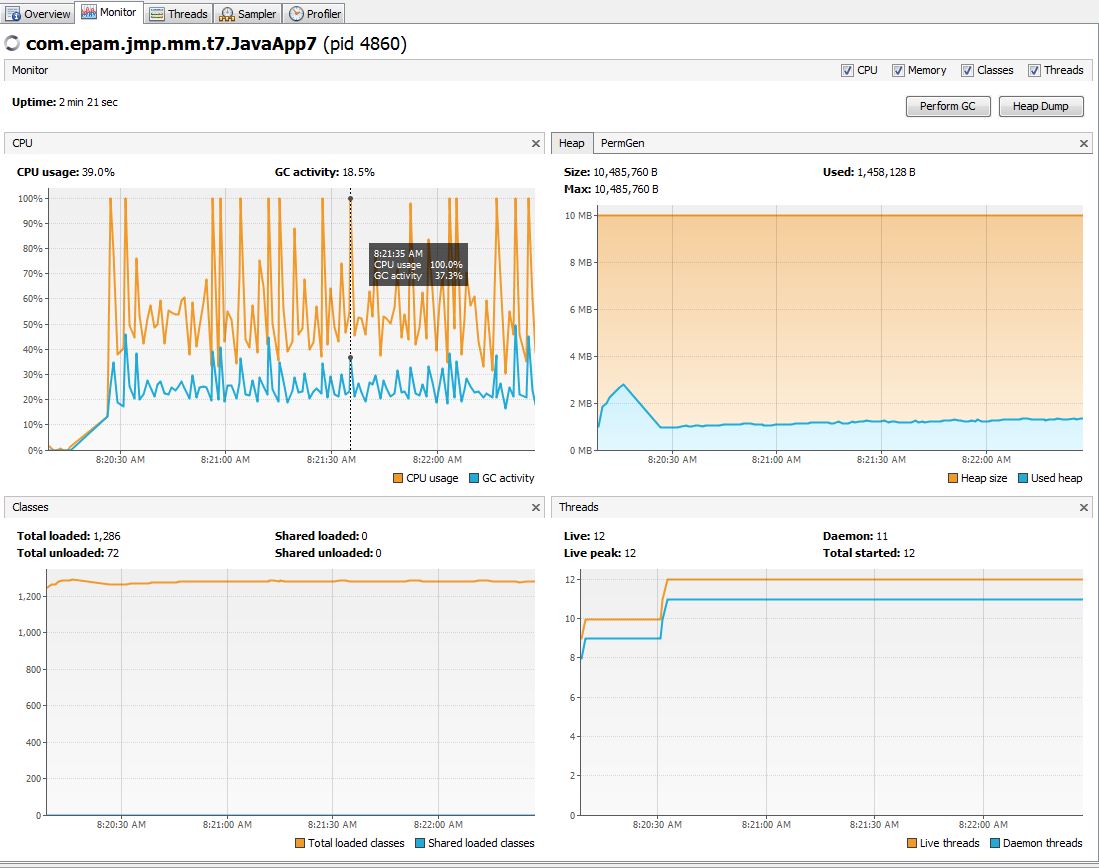 Overview Monitor Threads Sampler Profiler
com.epam.jmp.mm.t7.JavaApp7 (pid 4860)
Monitor CPU Memory Classes Threads
Uptime: 2 min 21 sec
Perform GC Heap Dump
CPU
CPU usage: 39.0% GC activity: 18.5%
100%
90%
80%
70%
60%
50%
40%
30%
20%
10%
0%
8:21:35 AM
CPU usage 100.0%
GC activity 37.3%
8:20:30 AM 8:21:00 AM 8:21:30 AM 8:22:00 AM
CPU usage GC activity
Heap PermGen
Size: 10,485,760 B Used: 1,458,128 B
Max: 10,485,760 B
10 MB
8 MB
6 MB
4 MB
2 MB
0 MB
8:20:30 AM 8:21:00 AM 8:21:30 AM 8:22:00 AM
Heap size Used heap
Classes
Total loaded: 1,286 Shared loaded: 0
Total unloaded: 72 Shared unloaded: 0
1,200
1,000
800
600
400
200
0
8:20:30 AM 8:21:00 AM 8:21:30 AM 8:22:00 AM
Total loaded classes Shared loaded classes
Threads
Live: 12 Daemon: 11
Live peak: 12 Total started: 12
12
10
8
6
4
2
0
8:20:30 AM 8:21:00 AM 8:21:30 AM 8:22:00 AM
Live threads Daemon threads